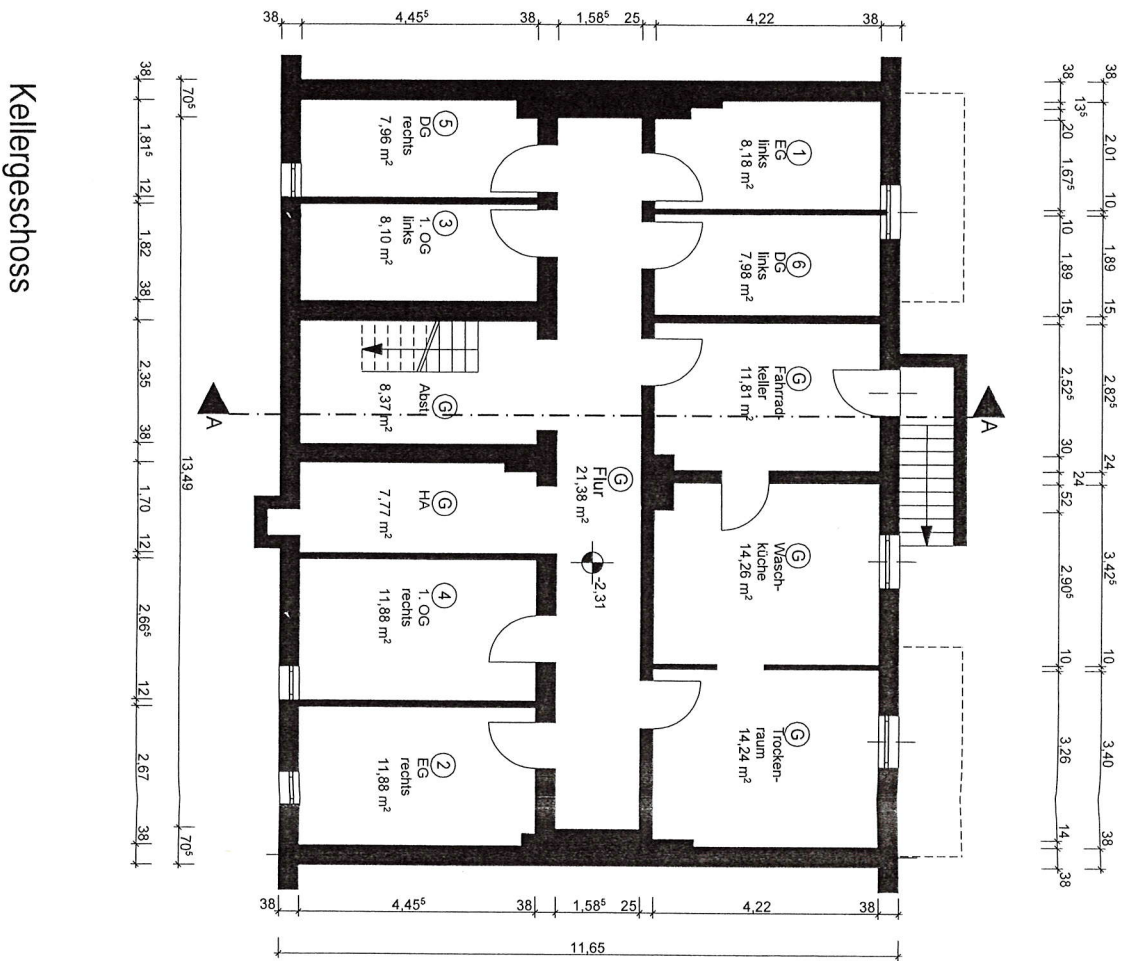 Kellergeschoss
38 4,45⁵ 38 1,58⁵ 25 4,22 38
5
DG
rechts
7,96 m²
3
1. OG
links
8,10 m²
G
Abst.
8,37 m²
G
HA
7,77 m²
4
1. OG
rechts
11,88 m²
2
EG
rechts
11,88 m²
G
Flur
21,38 m²
-2,31
1
EG
links
8,18 m²
6
DG
links
7,98 m²
G
Fahrrad-
keller
11,81 m²
G
Wasch-
küche
14,26 m²
G
Trocken-
raum
14,24 m²
A
A
38 1,81⁵ 12 1,82 38 2,35 38 1,70 12 2,66⁵ 12 2,67 38
70⁵ 13,49 70⁵
38 13⁵ 20 1,67⁵ 10 1,89 15 2,52⁵ 30 24 52 2,90⁵ 10 3,26 14 38
38 2,01 10 1,89 15 2,82⁵ 24 3,42⁵ 10 3,40 38
38 4,45⁵ 38 1,58⁵ 25 4,22 38
11,65